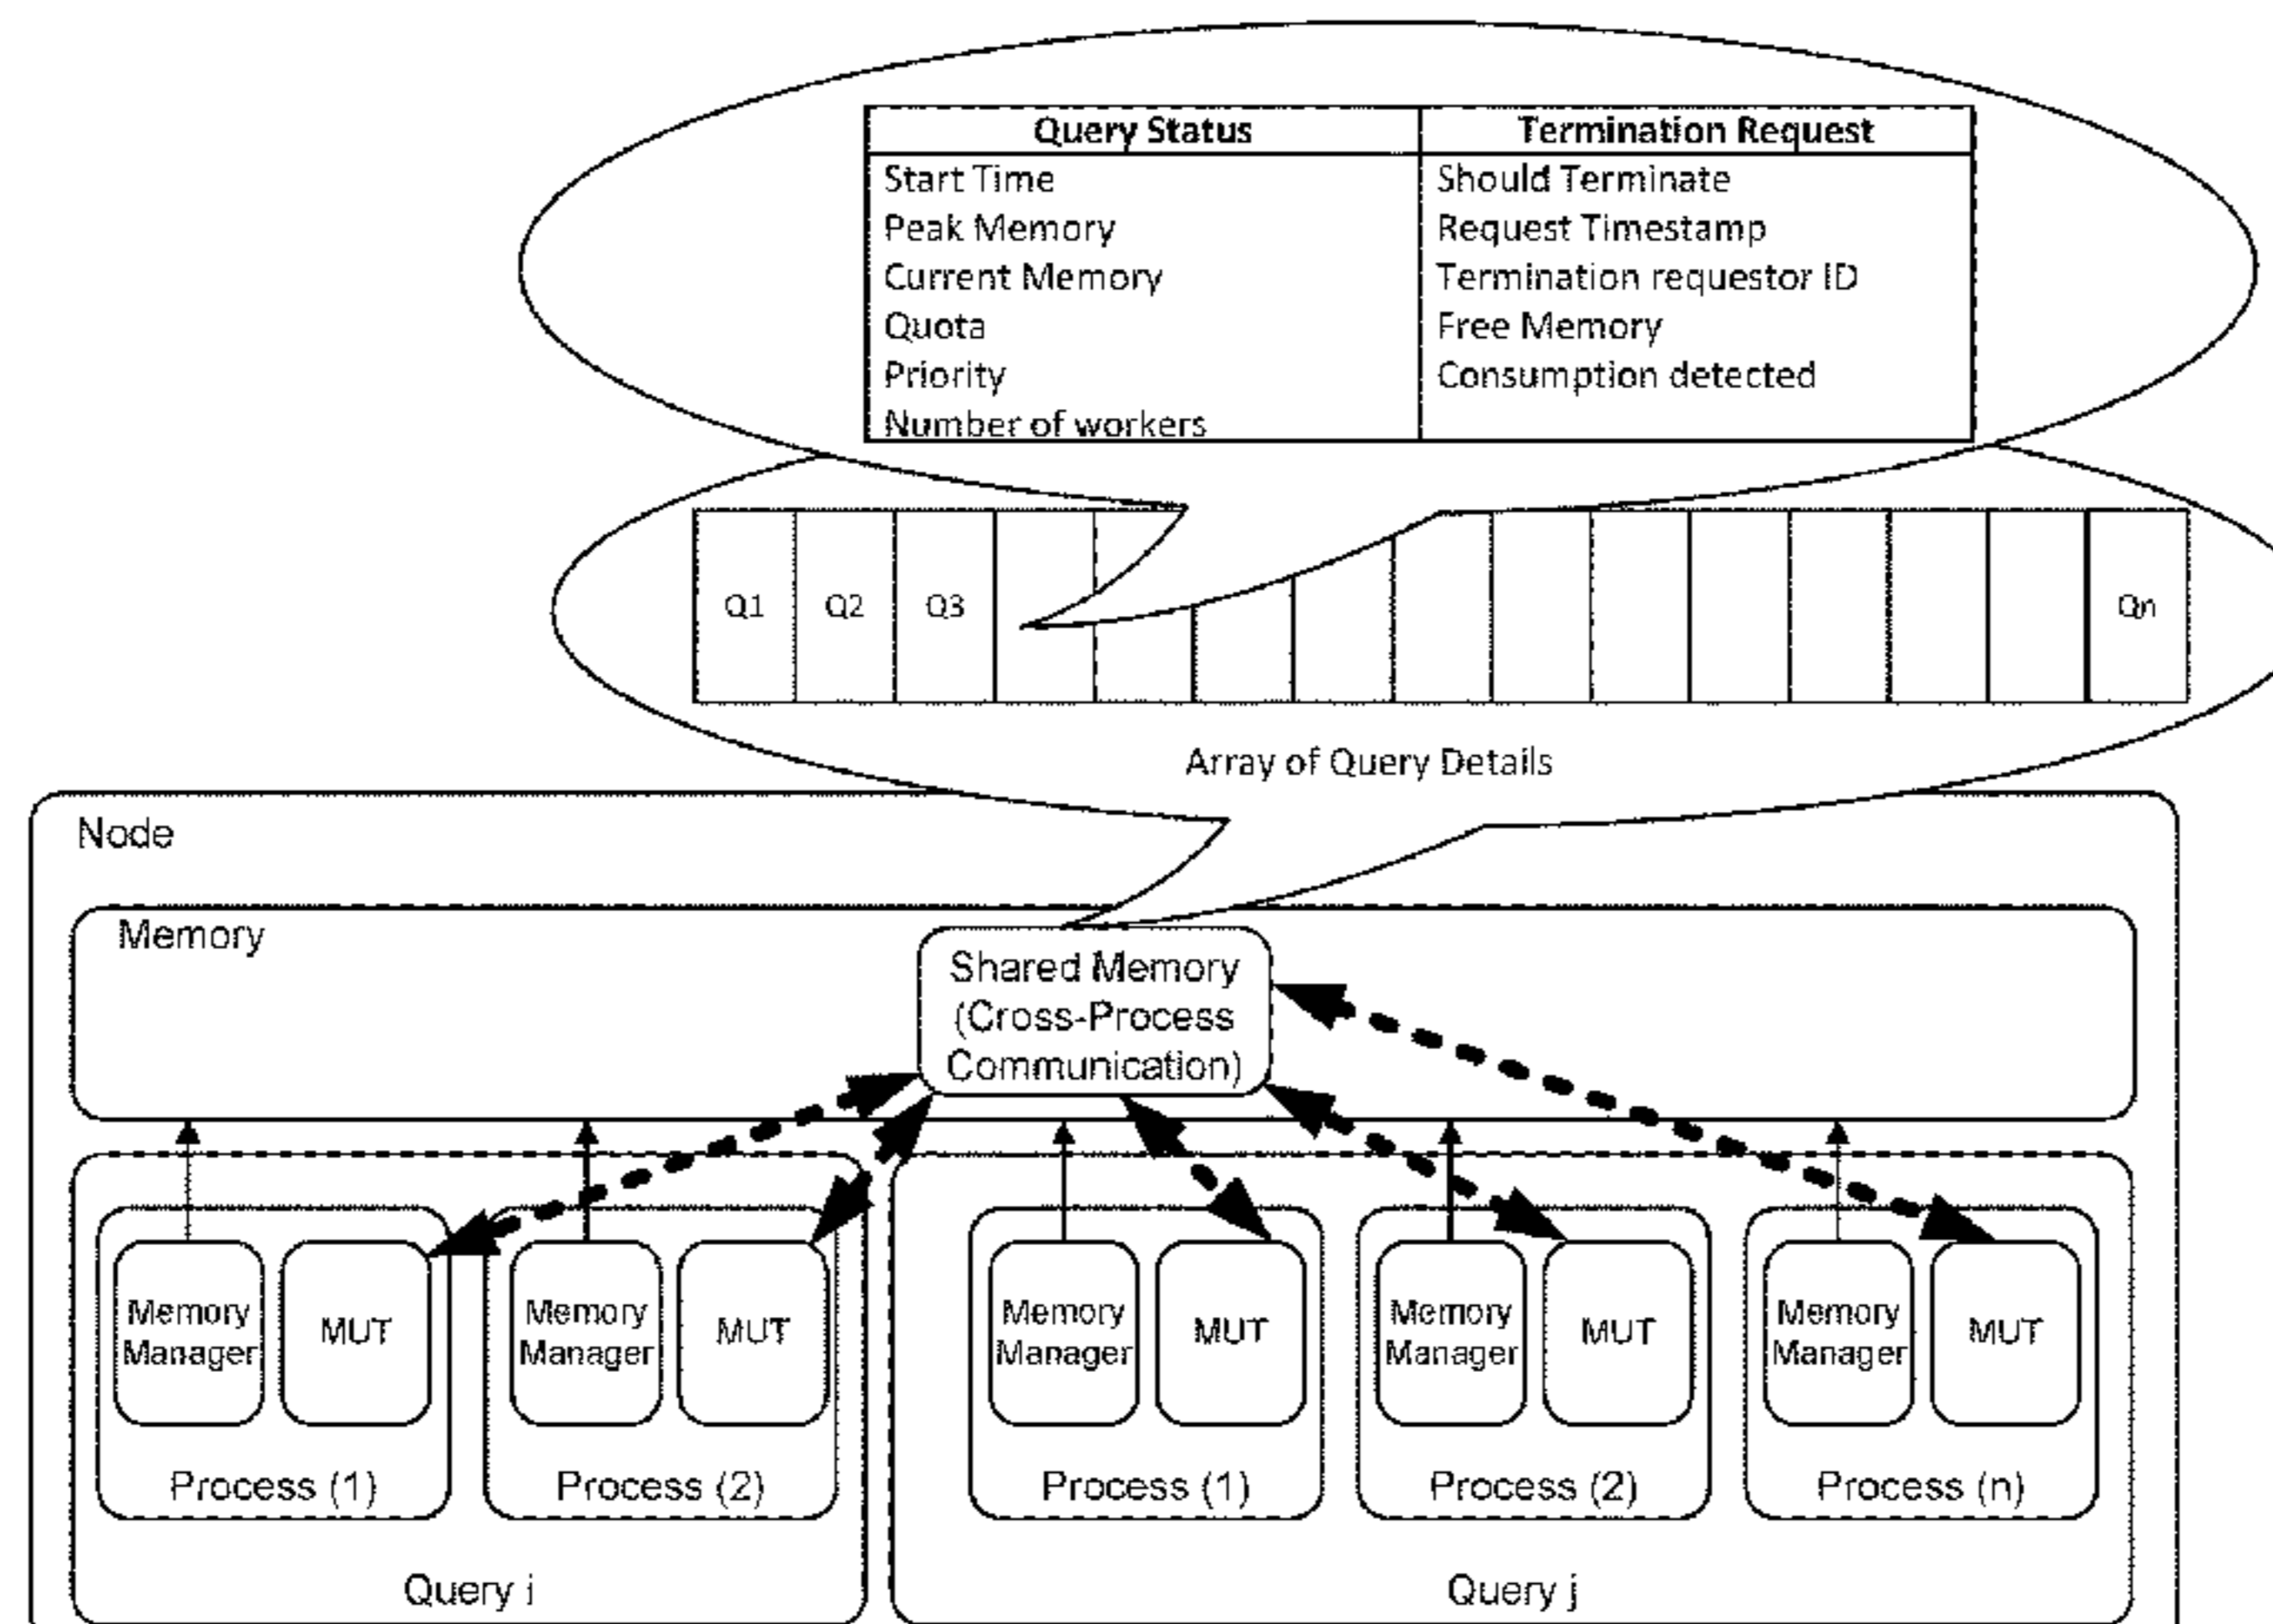 Query Status Termination Request
Start Time Should Terminate
Peak Memory Request Timestamp
Current Memory Termination requestor ID
Quota Free Memory
Priority Consumption detected
Number of workers
Q1 Q2 Q3 Qn
Array of Query Details
Node
Memory
Shared Memory
(Cross-Process
Communication)
Memory
Manager
MUT
Memory
Manager
MUT
Memory
Manager
MUT
Memory
Manager
MUT
Memory
Manager
MUT
Process (1) Process (2) Process (1) Process (2) Process (n)
Query i Query j